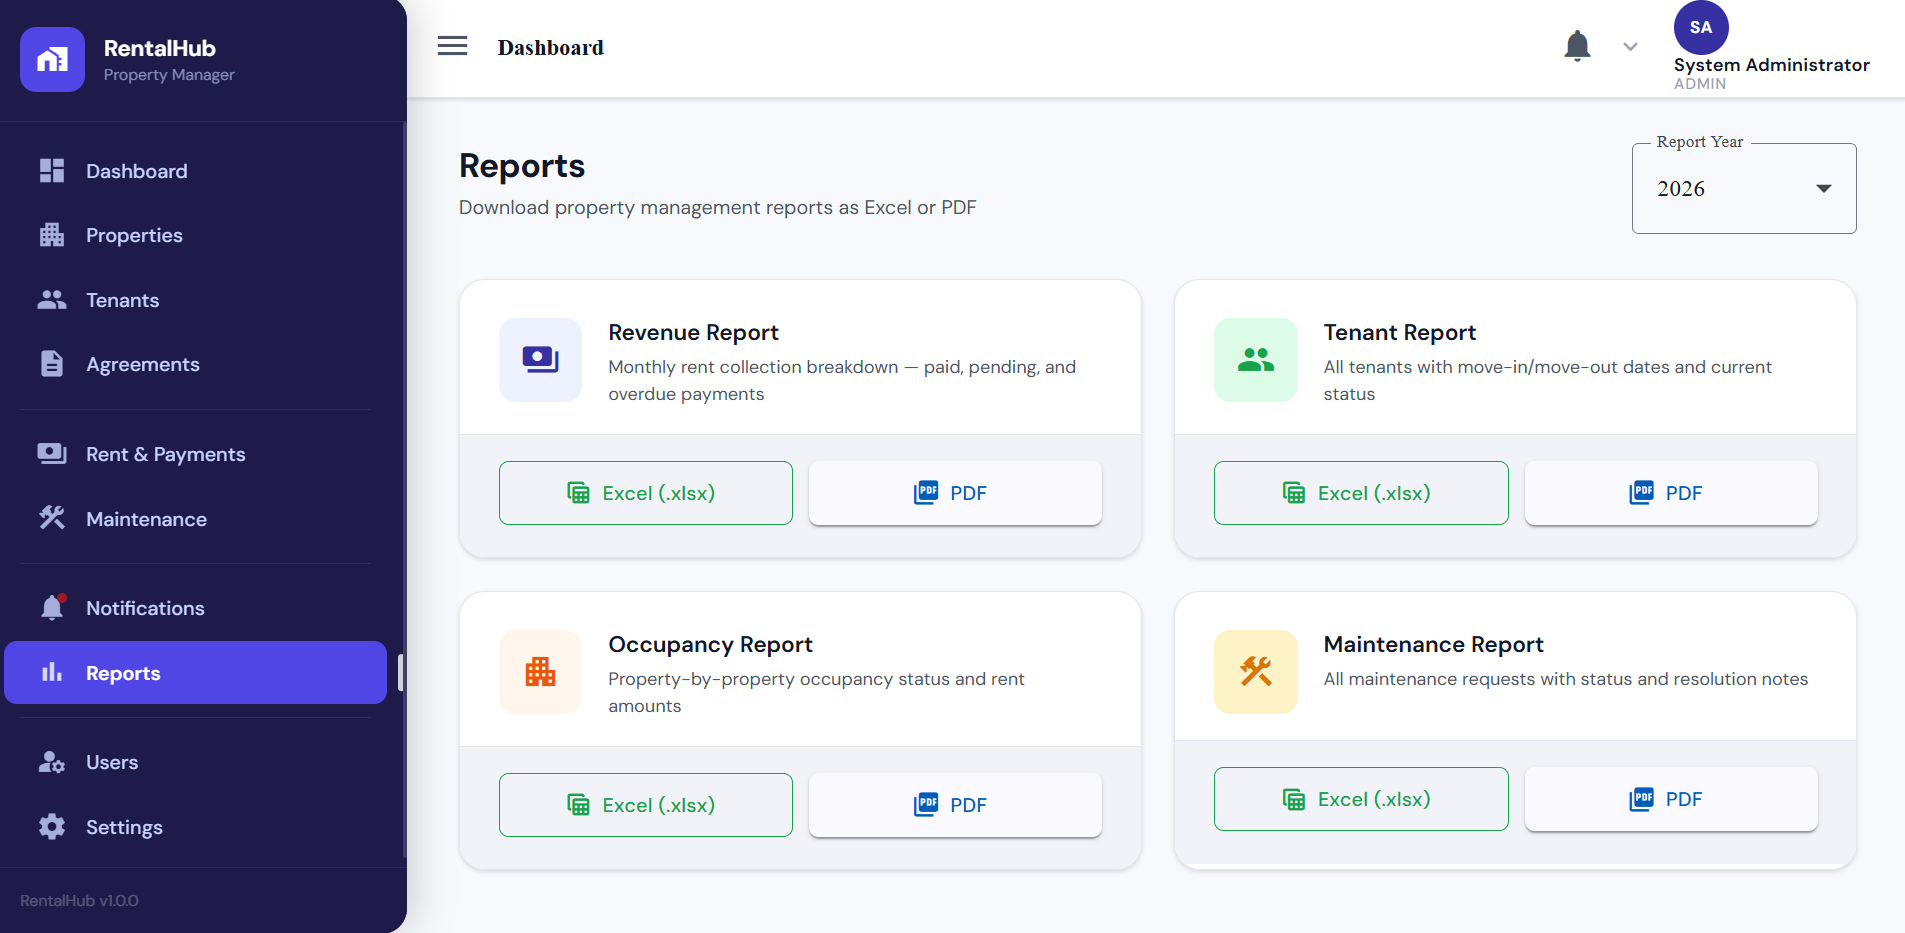 RentalHub
Property Manager
Dashboard
Properties
Tenants
Agreements
Rent & Payments
Maintenance
Notifications
Reports
Users
Settings
RentalHub v1.0.0
Dashboard
SA
System Administrator
ADMIN
Reports
Download property management reports as Excel or PDF
Report Year
2026
Revenue Report
Monthly rent collection breakdown — paid, pending, and
overdue payments
Excel (.xlsx)
PDF
PDF
Tenant Report
All tenants with move-in/move-out dates and current
status
Excel (.xlsx)
PDF
PDF
Occupancy Report
Property-by-property occupancy status and rent
amounts
Excel (.xlsx)
PDF
PDF
Maintenance Report
All maintenance requests with status and resolution notes
Excel (.xlsx)
PDF
PDF